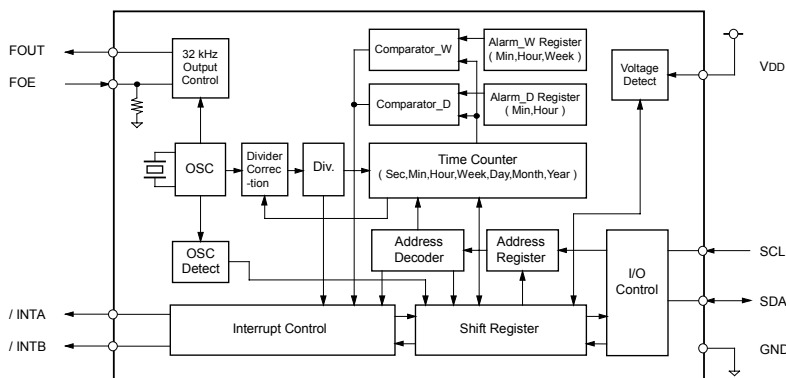 FOUT
FOE
32 kHz
Output
Control
Comparator_W
Alarm_W Register
( Min,Hour,Week )
Comparator_D
Alarm_D Register
( Min,Hour )
Voltage
Detect
VDD
OSC
Divider
Correc
-tion
Div.
Time Counter
( Sec,Min,Hour,Week,Day,Month,Year )
OSC
Detect
Address
Decoder
Address
Register
I/O
Control
SCL
SDA
GND
/ INTA
/ INTB
Interrupt Control
Shift Register